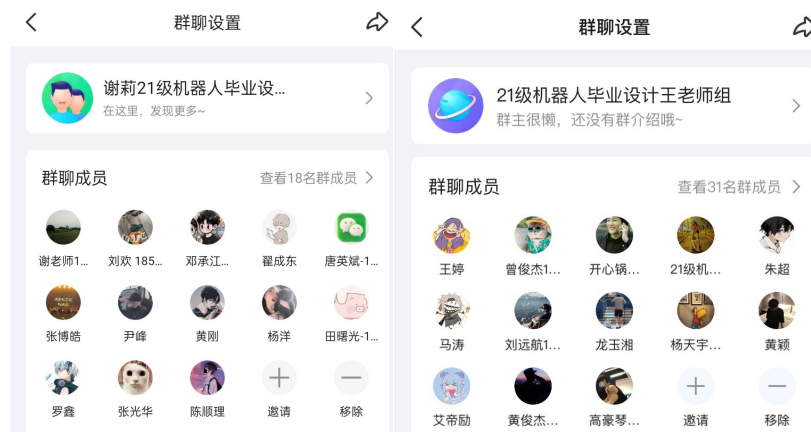 群聊设置
谢莉21级机器人毕业设...
在这里，发现更多~
群聊成员
查看18名群成员
谢老师1... 刘欢 185... 邓承江... 翟成东 唐英斌-1...
张博皓 尹峰 黄刚 杨洋 田曙光-1...
罗鑫 张光华 陈顺理 邀请 移除
群聊设置
21级机器人毕业设计王老师组
群主很懒，还没有群介绍哦~
群聊成员
查看31名群成员
王婷 曾俊杰1... 开心锅... 21级机... 朱超
马涛 刘远航1... 龙玉湘 杨天宇... 黄颖
艾帝励 黄俊杰... 高豪琴... 邀请 移除